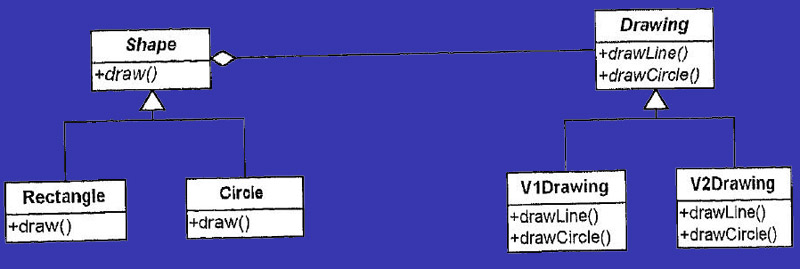 Shape
+draw()
Drawing
+drawLine()
+drawCircle()
Rectangle
+draw()
Circle
+draw()
V1Drawing
+drawLine()
+drawCircle()
V2Drawing
+drawLine()
+drawCircle()